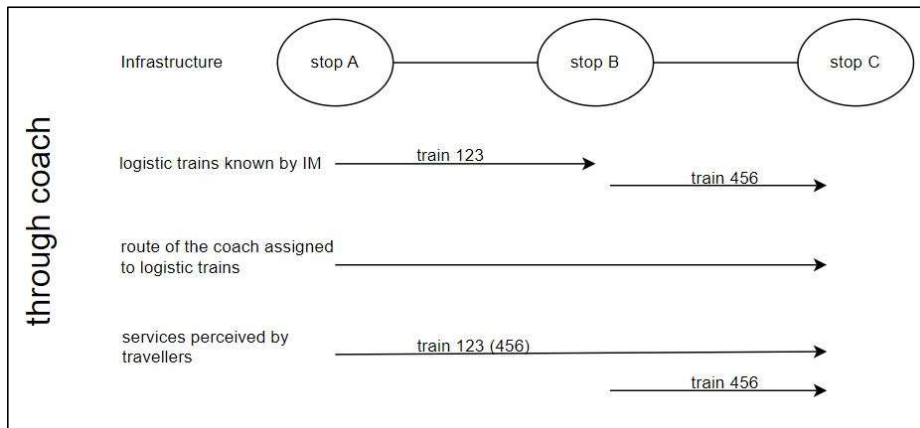 through coach
Infrastructure
stop A
stop B
stop C
logistic trains known by IM
train 123
train 456
route of the coach assigned
to logistic trains
services perceived by
travellers
train 123 (456)
train 456